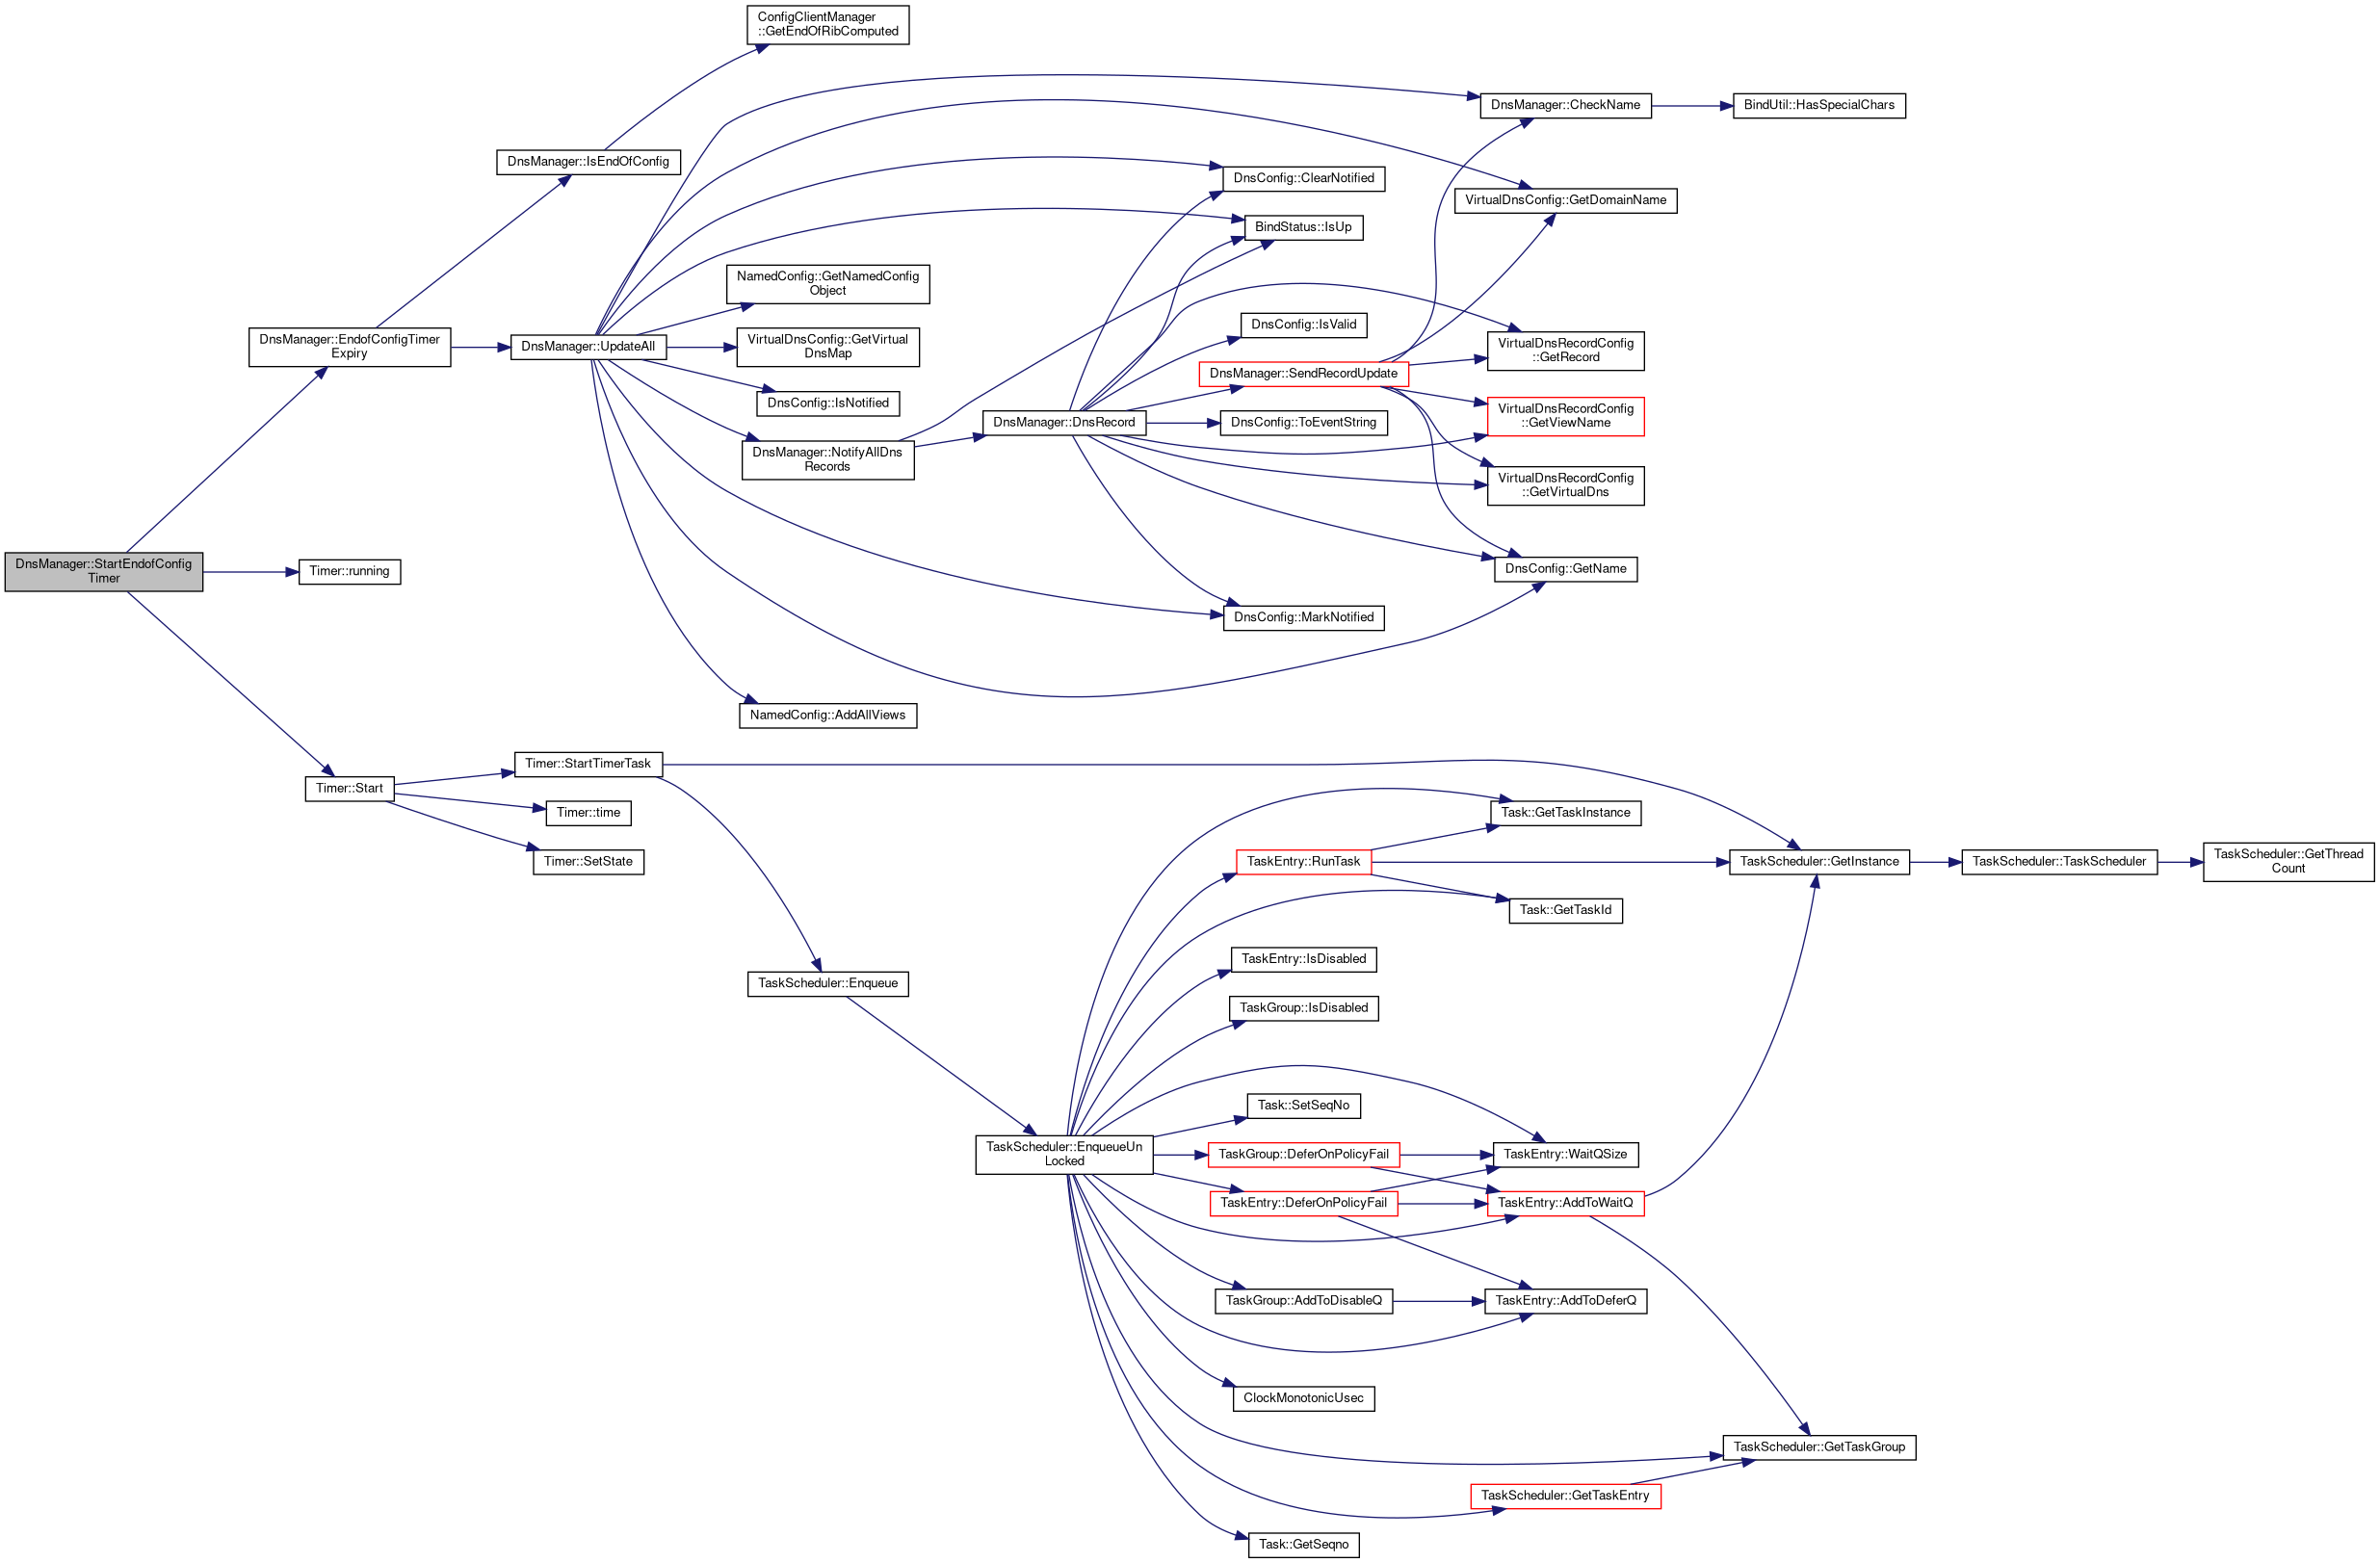 ConfigClientManager
::GetEndOfRibComputed
DnsManager::CheckName
BindUtil::HasSpecialChars
DnsManager::IsEndOfConfig
DnsConfig::ClearNotified
VirtualDnsConfig::GetDomainName
BindStatus::IsUp
NamedConfig::GetNamedConfig
Object
DnsConfig::IsValid
DnsManager::EndofConfigTimer
Expiry
DnsManager::UpdateAll
VirtualDnsConfig::GetVirtual
DnsMap
VirtualDnsRecordConfig
::GetRecord
DnsManager::SendRecordUpdate
DnsConfig::IsNotified
VirtualDnsRecordConfig
::GetViewName
DnsManager::DnsRecord
DnsConfig::ToEventString
DnsManager::NotifyAllDns
Records
VirtualDnsRecordConfig
::GetVirtualDns
DnsManager::StartEndofConfig
Timer
Timer::running
DnsConfig::GetName
DnsConfig::MarkNotified
NamedConfig::AddAllViews
Timer::StartTimerTask
Timer::Start
Timer::time
Task::GetTaskInstance
Timer::SetState
TaskEntry::RunTask
TaskScheduler::GetInstance
TaskScheduler::TaskScheduler
TaskScheduler::GetThread
Count
Task::GetTaskId
TaskEntry::IsDisabled
TaskScheduler::Enqueue
TaskGroup::IsDisabled
Task::SetSeqNo
TaskScheduler::EnqueueUn
Locked
TaskGroup::DeferOnPolicyFail
TaskEntry::WaitQSize
TaskEntry::DeferOnPolicyFail
TaskEntry::AddToWaitQ
TaskGroup::AddToDisableQ
TaskEntry::AddToDeferQ
ClockMonotonicUsec
TaskScheduler::GetTaskGroup
TaskScheduler::GetTaskEntry
Task::GetSeqno